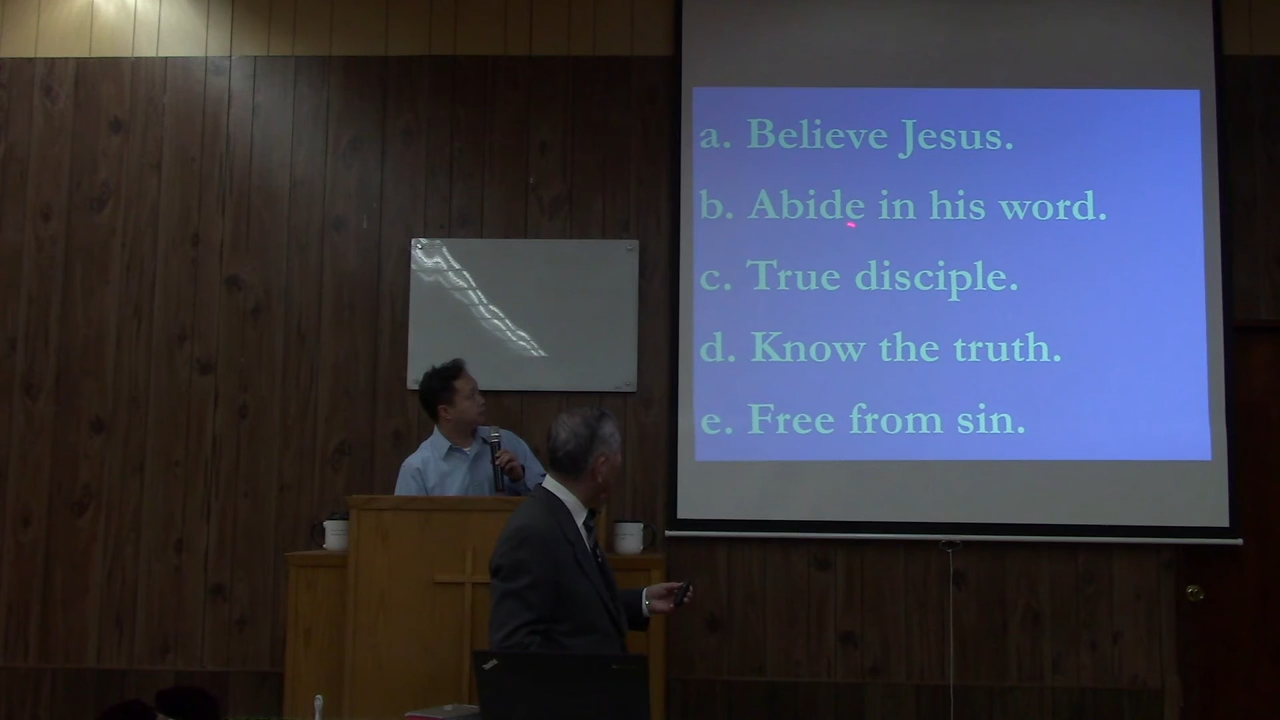 a. Believe Jesus.
b. Abide in his word.
c. True disciple.
d. Know the truth.
e. Free from sin.